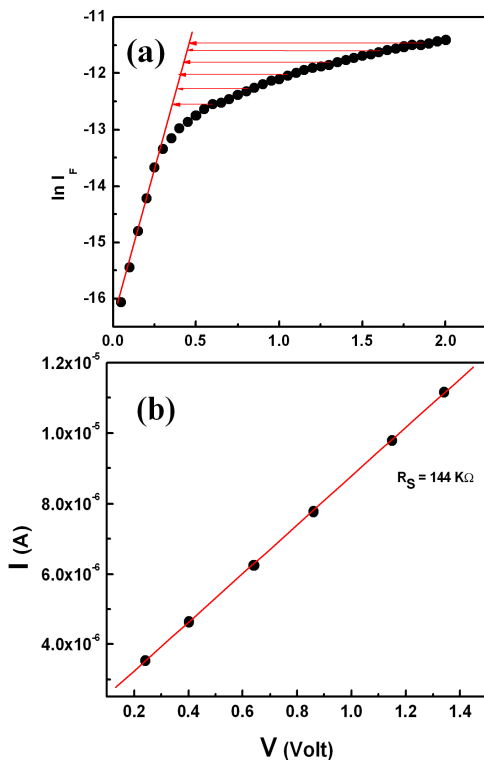 -11
(a)
-12
-13
ln I_F
-14
-15
-16
0.0 0.5 1.0 1.5 2.0
1.2x10⁻⁵
(b)
1.0x10⁻⁵
R_S = 144 KΩ
8.0x10⁻⁶
I (A)
6.0x10⁻⁶
4.0x10⁻⁶
0.2 0.4 0.6 0.8 1.0 1.2 1.4
V (Volt)